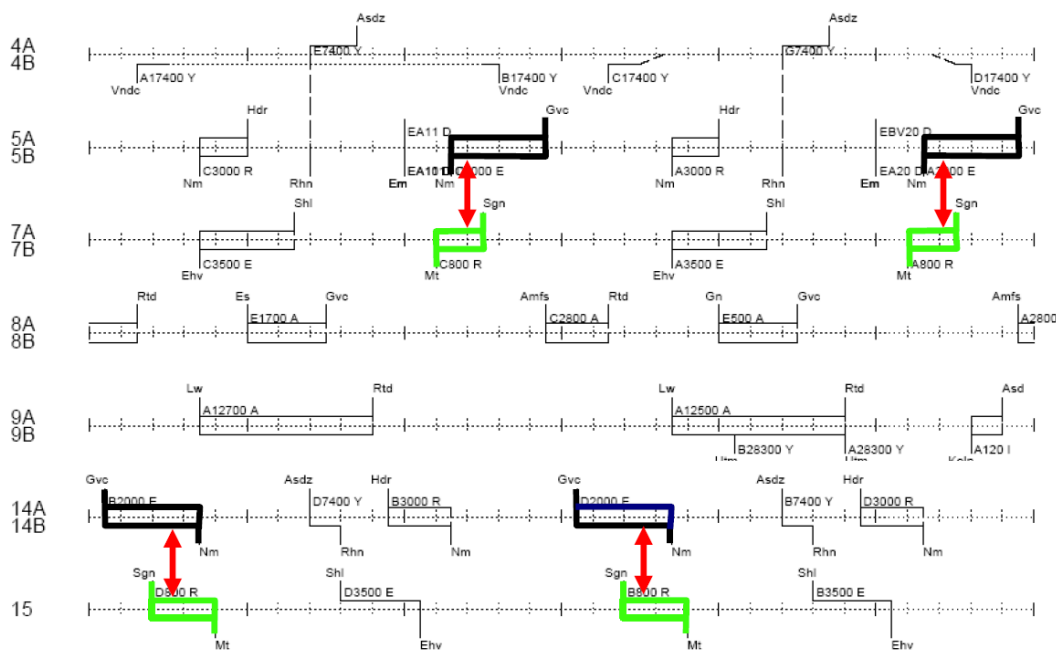 Asdz Asdz
4A E7400 Y G7400 Y
4B A17400 Y B17400 Y C17400 Y D17400 Y
Vndc Vndc Vndc Vndc
Hdr Gvc Hdr Gvc
5A EA11 D EBV20 D
5B C3000 R E A3000 R EA20 D E
Nm Rhn Em Nm Nm Rhn Em Nm
Shl Sgn Shl Sgn
7A
7B C3500 E C800 R A3500 E A800 R
Ehv Mt Ehv Mt
Rtd Es Gvc Amfs Rtd Gn Gvc Amfs
8A E1700 A C2800 A E500 A A2800
8B
Lw Rtd Lw Rtd Asd
9A A12700 A A12500 A
9B B28300 Y A28300 Y A120 I
Gvc Asdz Hdr Gvc Asdz Hdr
14A B2000 E D7400 Y B3000 R D2000 E B7400 Y D3000 R
14B Nm Rhn Nm Nm Rhn Nm
Sgn Shl Sgn Shl
15 D800 R D3500 E B800 R B3500 E
Mt Ehv Mt Ehv